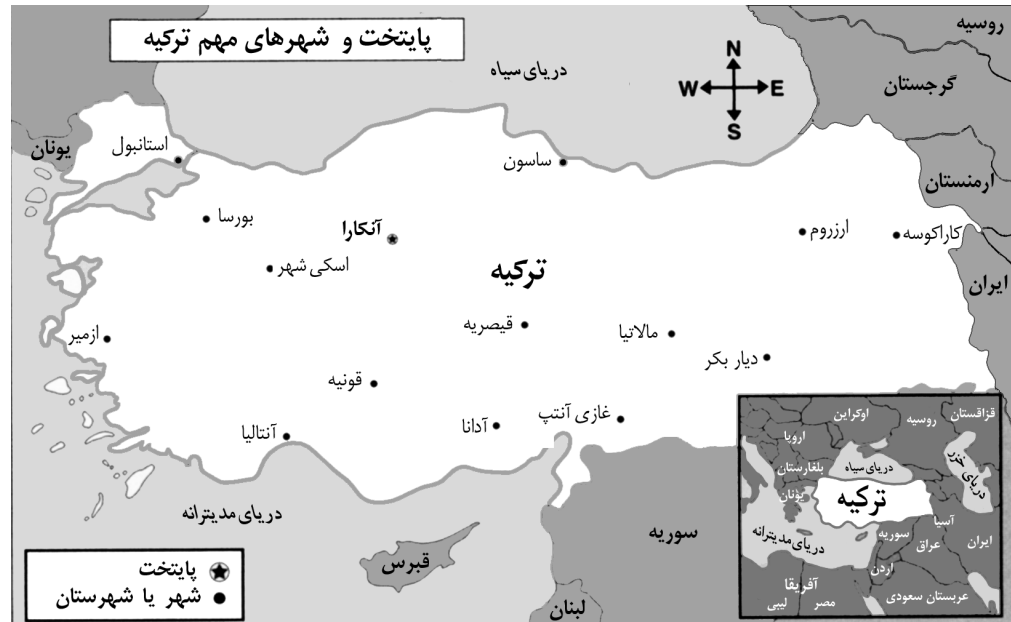 پایتخت و شهرهای مهم ترکیه
روسیه
دریای سیاه
N
W
E
S
گرجستان
یونان
استانبول
ساسون
ارمنستان
بورسا
آنکارا
ارزروم
کاراکوسه
اسکی شهر
ترکیه
ایران
ازمیر
قیصریه
مالاتیا
دیار بکر
قونیه
آنتالیا
آدانا
غازی آنتپ
دریای مدیترانه
قبرس
سوریه
لبنان
پایتخت
شهر یا شهرستان
قزاقستان
روسیه
اوکراین
اروپا
دریای خزر
دریای سیاه
بلغارستان
یونان
ترکیه
آسیا
دریای مدیترانه
سوریه
عراق
ایران
اردن
آفریقا
لیبی
مصر
عربستان سعودی